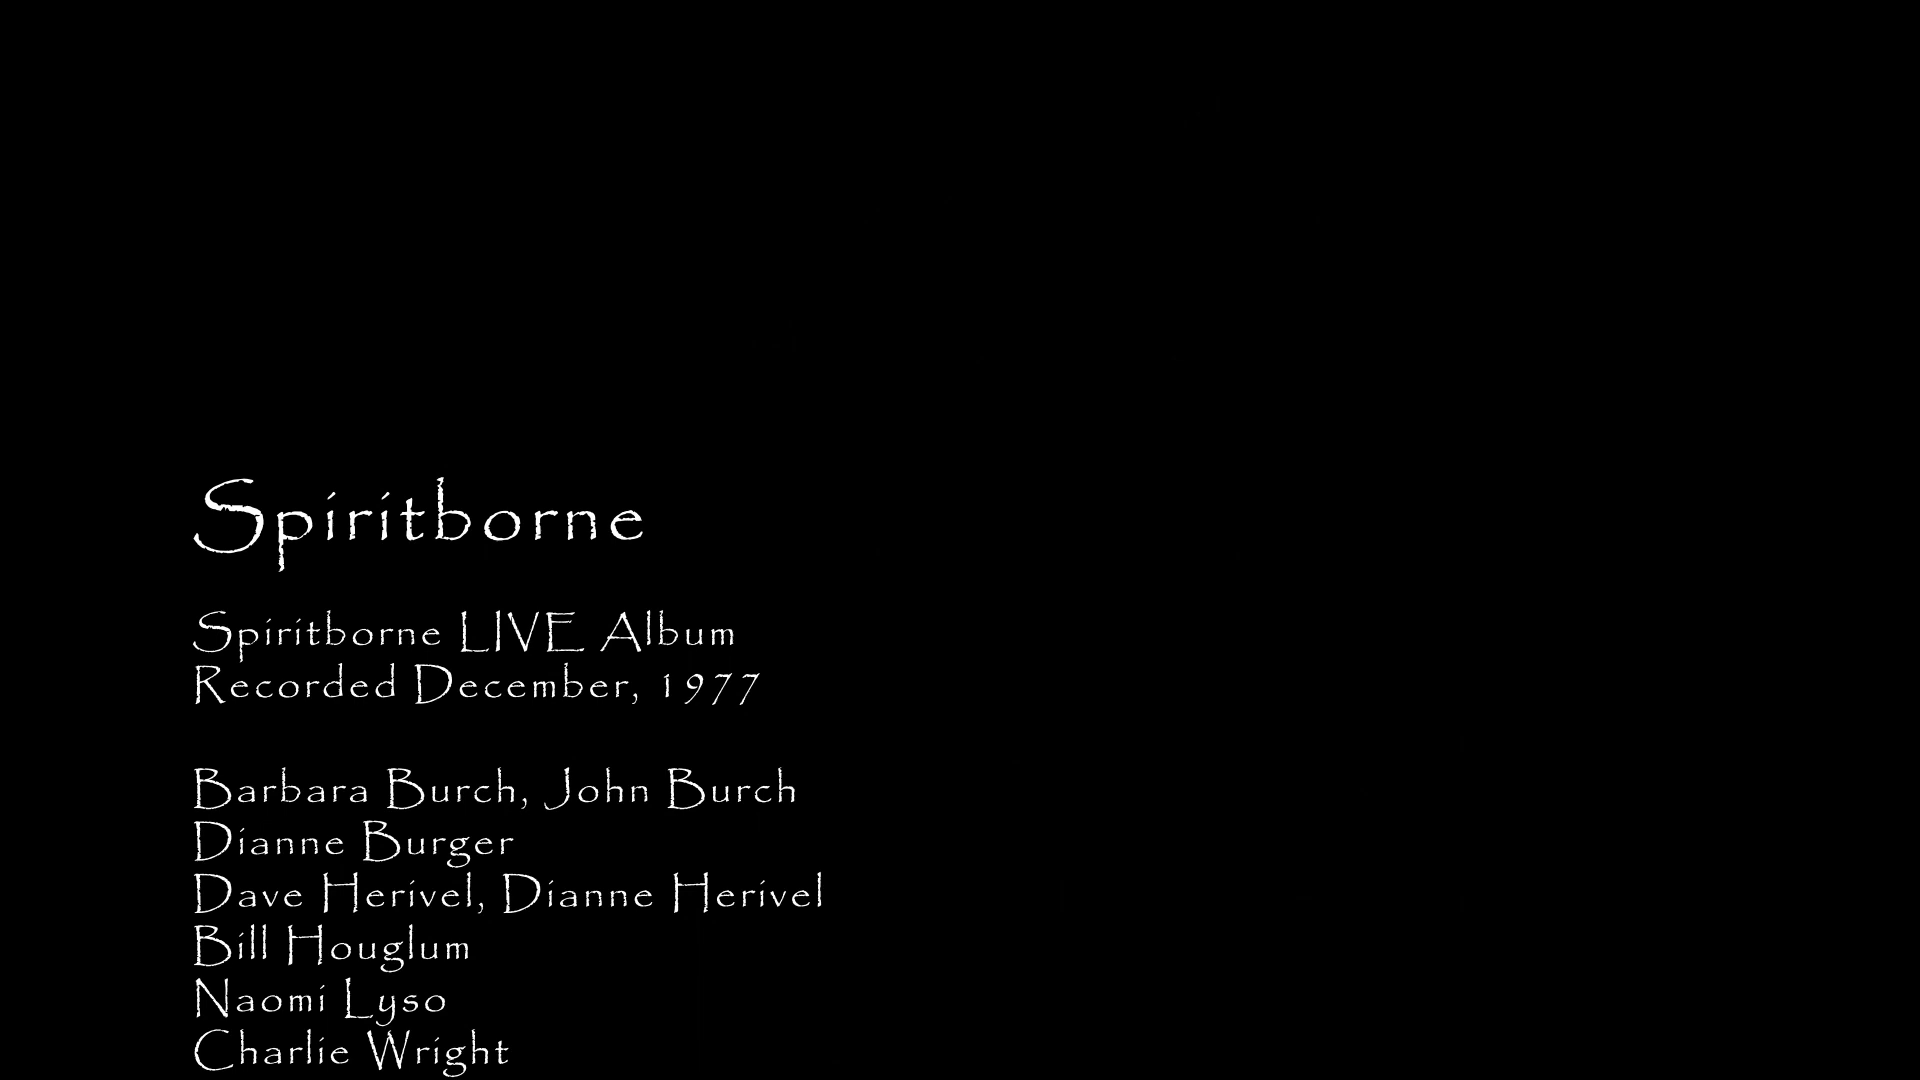 Spiritborne
Spiritborne LIVE Album
Recorded December, 1977
Barbara Burch, John Burch
Dianne Burger
Dave Herivel, Dianne Herivel
Bill Houglum
Naomi Lyso
Charlie Wright